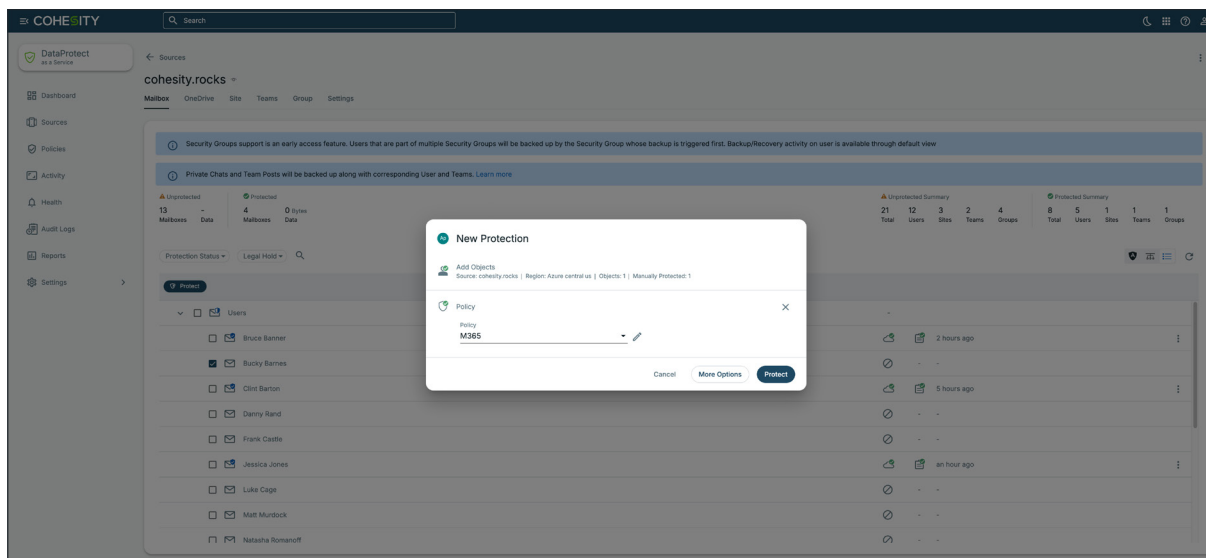 COHESITY
Search
DataProtect
as a Service
Dashboard
Sources
Policies
Activity
Health
Audit Logs
Reports
Settings
Sources
cohesity.rocks
Mailbox OneDrive Site Teams Group Settings
Security Groups support is an early access feature. Users that are part of multiple Security Groups will be backed up by the Security Group whose backup is triggered first. Backup/Recovery activity on user is available through default view
Private Chats and Team Posts will be backed up along with corresponding User and Teams. Learn more
Unprotected
13 -
Mailboxes Data
Protected
4 0 Bytes
Mailboxes Data
Unprotected Summary
21 12 3 2 4
Total Users Sites Teams Groups
Protected Summary
8 5 1 1 1
Total Users Sites Teams Groups
Protection Status Legal Hold
Protect
Users -
Bruce Banner 2 hours ago
Bucky Barnes - -
Clint Barton 5 hours ago
Danny Rand - -
Frank Castle - -
Jessica Jones an hour ago
Luke Cage - -
Matt Murdock - -
Natasha Romanoff - -
New Protection
Add Objects
Source: cohesity.rocks | Region: Azure central us | Objects: 1 | Manually Protected: 1
Policy
Policy
M365
Cancel More Options Protect